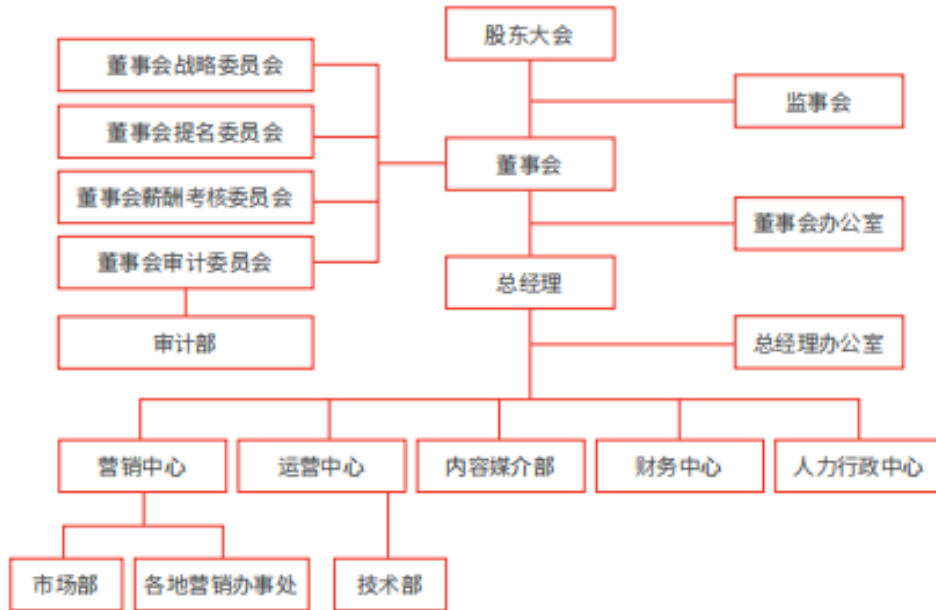 股东大会
董事会战略委员会
监事会
董事会提名委员会
董事会
董事会薪酬考核委员会
董事会办公室
董事会审计委员会
总经理
审计部
总经理办公室
营销中心
运营中心
内容媒介部
财务中心
人力行政中心
市场部
各地营销办事处
技术部